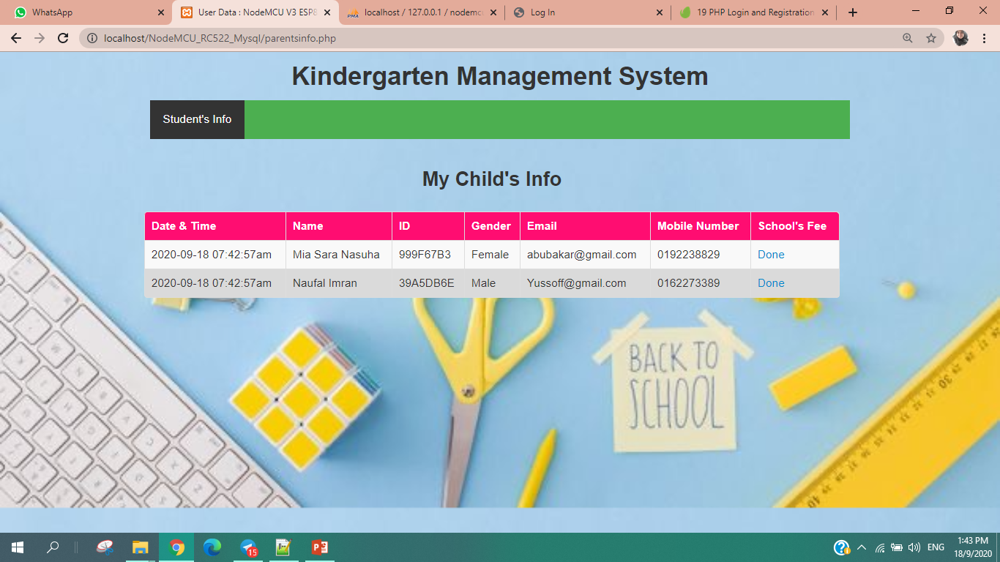 WhatsApp
User Data : NodeMCU V3 ESP8
localhost / 127.0.0.1 / nodemcu
Log In
19 PHP Login and Registration
localhost/NodeMCU_RC522_Mysql/parentsinfo.php
Kindergarten Management System
Student's Info
My Child's Info
Date & Time Name ID Gender Email Mobile Number School's Fee
2020-09-18 07:42:57am Mia Sara Nasuha 999F67B3 Female abubakar@gmail.com 0192238829 Done
2020-09-18 07:42:57am Naufal Imran 39A5DB6E Male Yussoff@gmail.com 0162273389 Done
BACK TO
SCHOOL
30
40
15
ENG
1:43 PM
18/9/2020